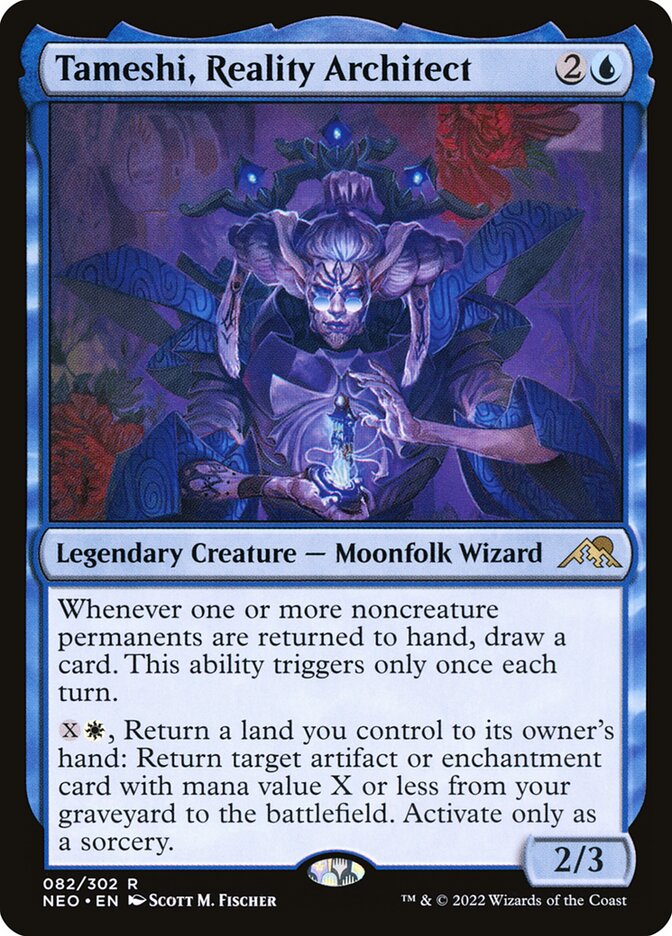 Tameshi, Reality Architect 2
Legendary Creature — Moonfolk Wizard
Whenever one or more noncreature
permanents are returned to hand, draw a
card. This ability triggers only once each
turn.
X, Return a land you control to its owner's
hand: Return target artifact or enchantment
card with mana value X or less from your
graveyard to the battlefield. Activate only as
a sorcery.
2/3
082/302 R
NEO • EN Scott M. Fischer
™ & © 2022 Wizards of the Coast